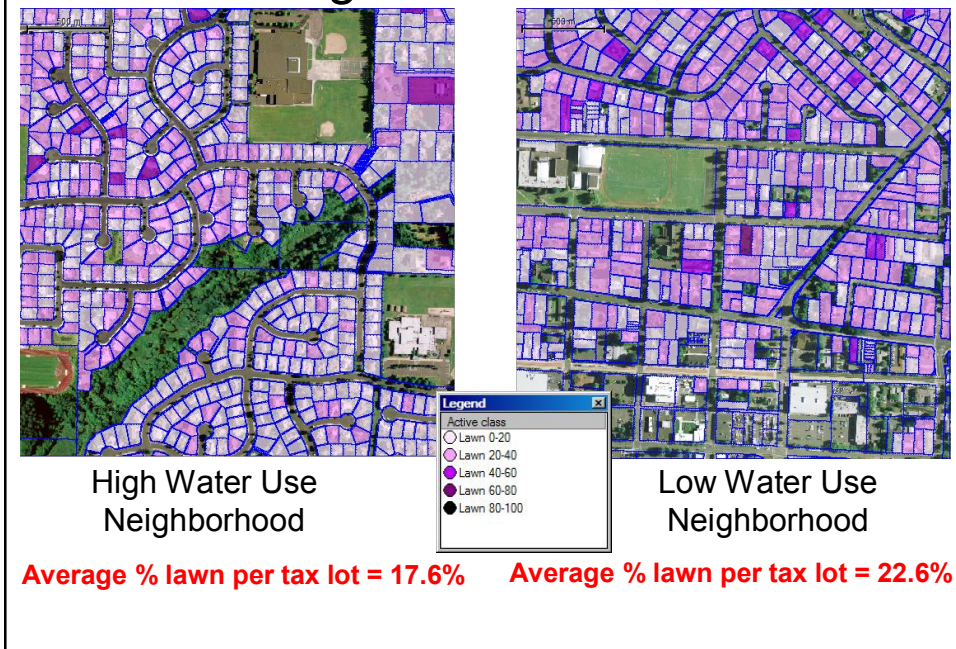 500 m
500 m
High Water Use
Neighborhood
Average % lawn per tax lot = 17.6%
Legend
Active class
Lawn 0-20
Lawn 20-40
Lawn 40-60
Lawn 60-80
Lawn 80-100
Low Water Use
Neighborhood
Average % lawn per tax lot = 22.6%